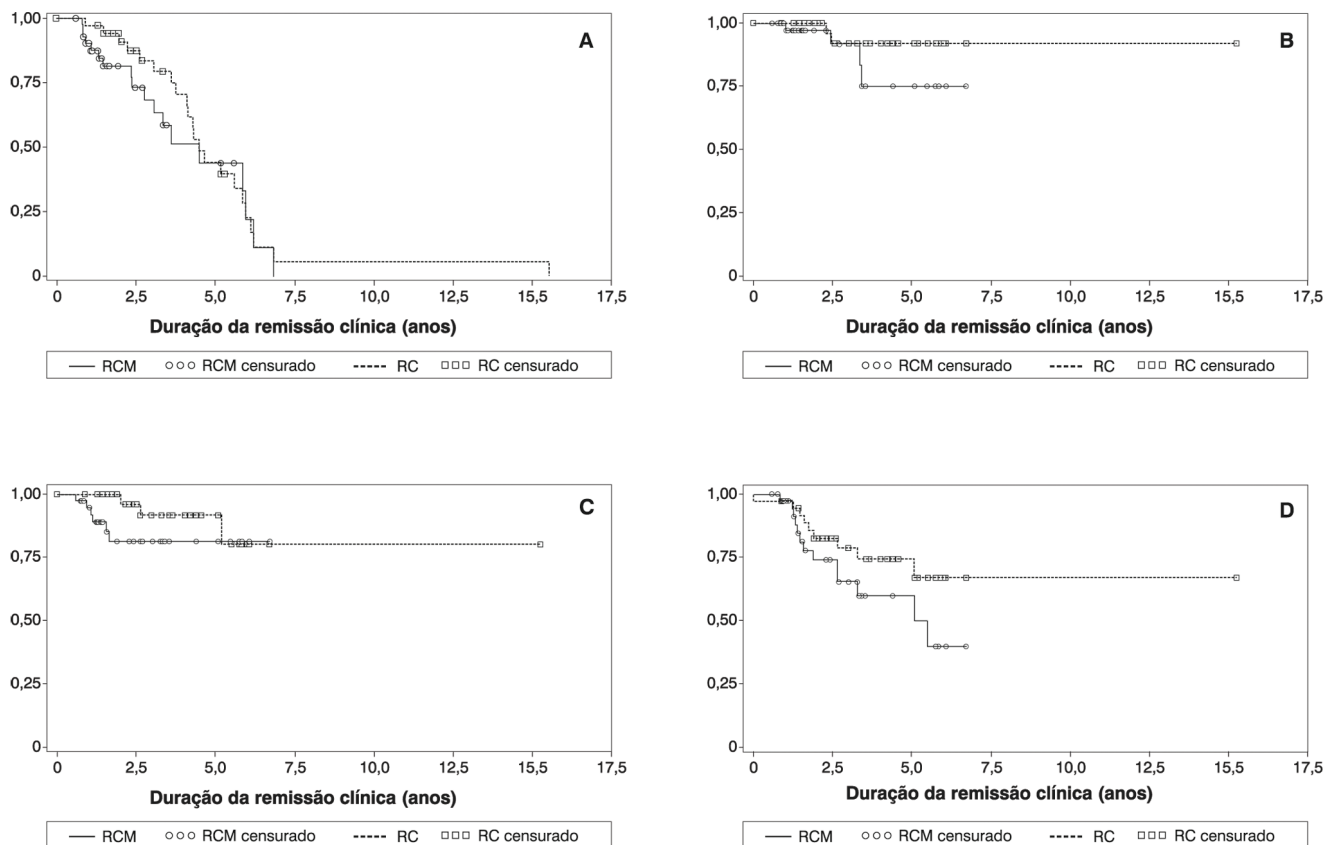 1,00
A
0,75
0,50
0,25
0
0 2,5 5,0 7,5 10,0 12,5 15,5 17,5
Duração da remissão clínica (anos)
RCM RCM censurado RC RC censurado
1,00
B
0,75
0,50
0,25
0
0 2,5 5,0 7,5 10,0 12,5 15,5 17,5
Duração da remissão clínica (anos)
RCM RCM censurado RC RC censurado
1,00
C
0,75
0,50
0,25
0
0 2,5 5,0 7,5 10,0 12,5 15,5 17,5
Duração da remissão clínica (anos)
RCM RCM censurado RC RC censurado
1,00
D
0,75
0,50
0,25
0
0 2,5 5,0 7,5 10,0 12,5 15,5 17,5
Duração da remissão clínica (anos)
RCM RCM censurado RC RC censurado